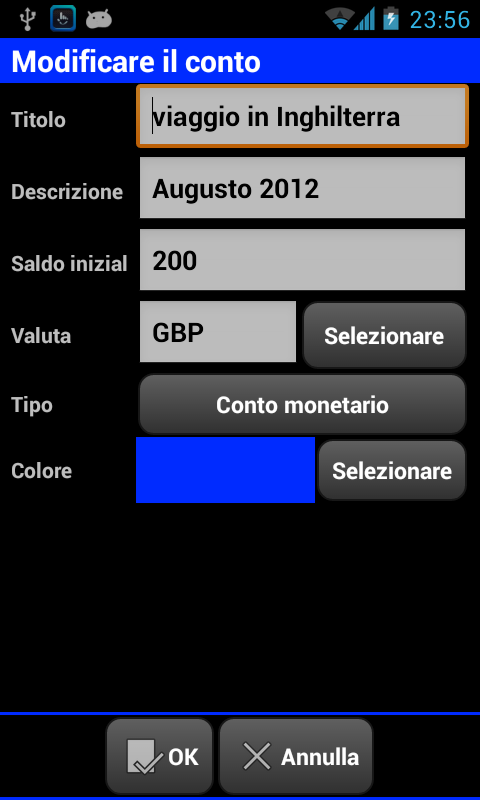 23:56
Modificare il conto
Titolo viaggio in Inghilterra
Descrizione Augusto 2012
Saldo inizial 200
Valuta GBP Selezionare
Tipo Conto monetario
Colore Selezionare
OK Annulla